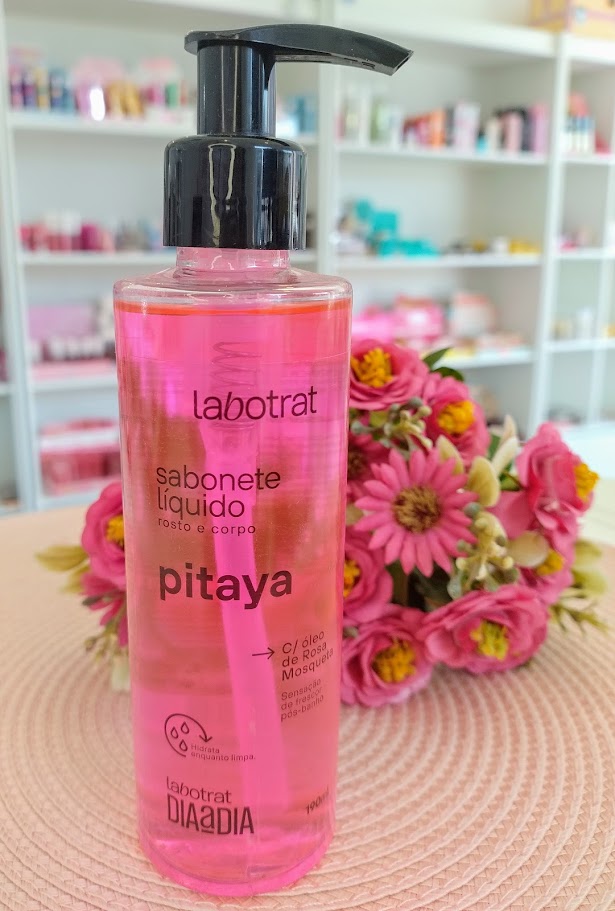 labotrat
sabonete
líquido
rosto e corpo
pitaya
→ C/ óleo
de Rosa
Mosqueta
Sensação
de frescor
pós-banho
Hidrata
enquanto limpa.
labotrat
DIAaDIA
190ml